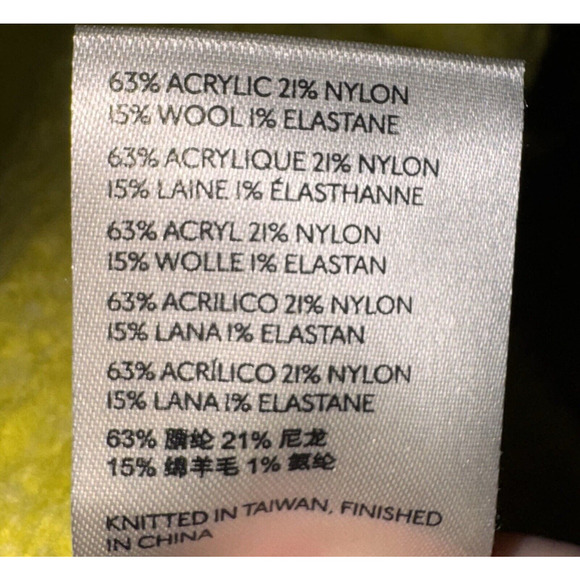 63% ACRYLIC 21% NYLON
15% WOOL 1% ELASTANE
63% ACRYLIQUE 21% NYLON
15% LAINE 1% ÉLASTHANNE
63% ACRYL 21% NYLON
15% WOLLE 1% ELASTAN
63% ACRILICO 21% NYLON
15% LANA 1% ELASTAN
63% ACRÍLICO 21% NYLON
15% LANA 1% ELASTANE
63% 腈纶 21% 尼龙
15% 绵羊毛 1% 氨纶
KNITTED IN TAIWAN, FINISHED
IN CHINA